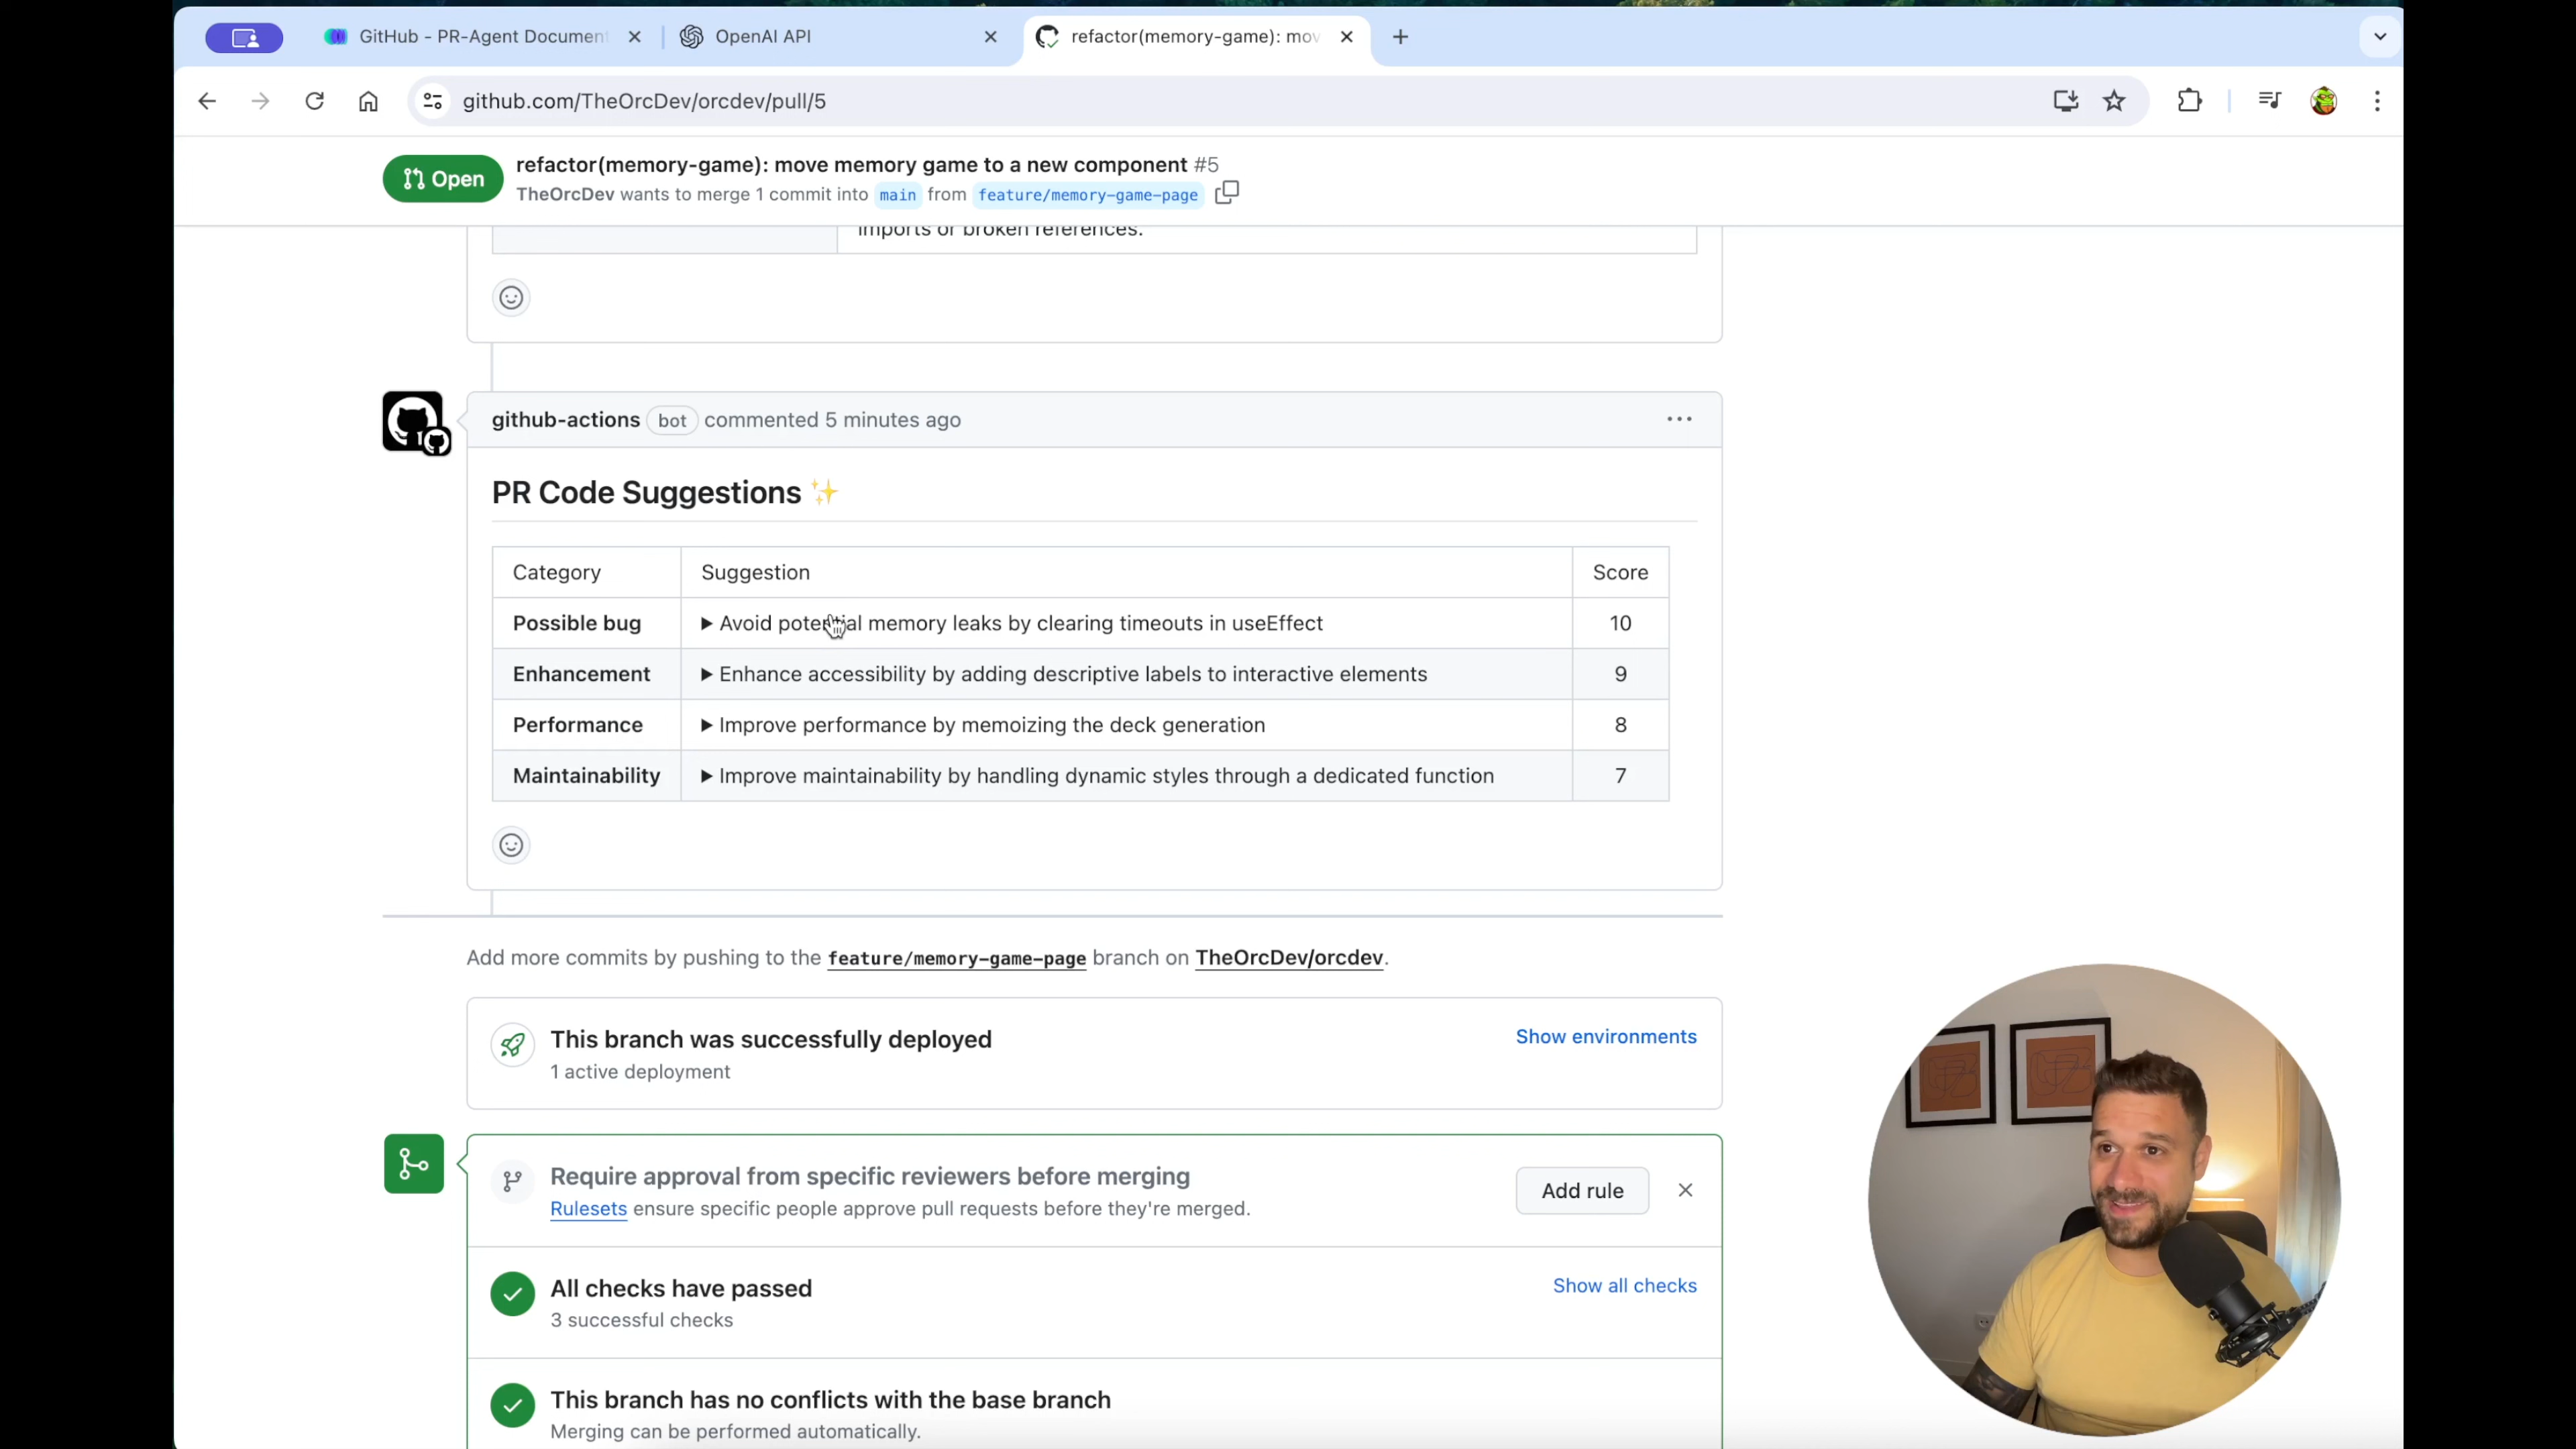 GitHub - PR-Agent Document
OpenAI API
refactor(memory-game): mov
github.com/TheOrcDev/orcdev/pull/5
Open
refactor(memory-game): move memory game to a new component #5
TheOrcDev wants to merge 1 commit into main from feature/memory-game-page
imports or broken references.
github-actions bot commented 5 minutes ago
PR Code Suggestions ✨
Category Suggestion Score
Possible bug ▶ Avoid potential memory leaks by clearing timeouts in useEffect 10
Enhancement ▶ Enhance accessibility by adding descriptive labels to interactive elements 9
Performance ▶ Improve performance by memoizing the deck generation 8
Maintainability ▶ Improve maintainability by handling dynamic styles through a dedicated function 7
Add more commits by pushing to the feature/memory-game-page branch on TheOrcDev/orcdev.
This branch was successfully deployed
Show environments
1 active deployment
Require approval from specific reviewers before merging
Rulesets ensure specific people approve pull requests before they're merged.
Add rule
All checks have passed
Show all checks
3 successful checks
This branch has no conflicts with the base branch
Merging can be performed automatically.